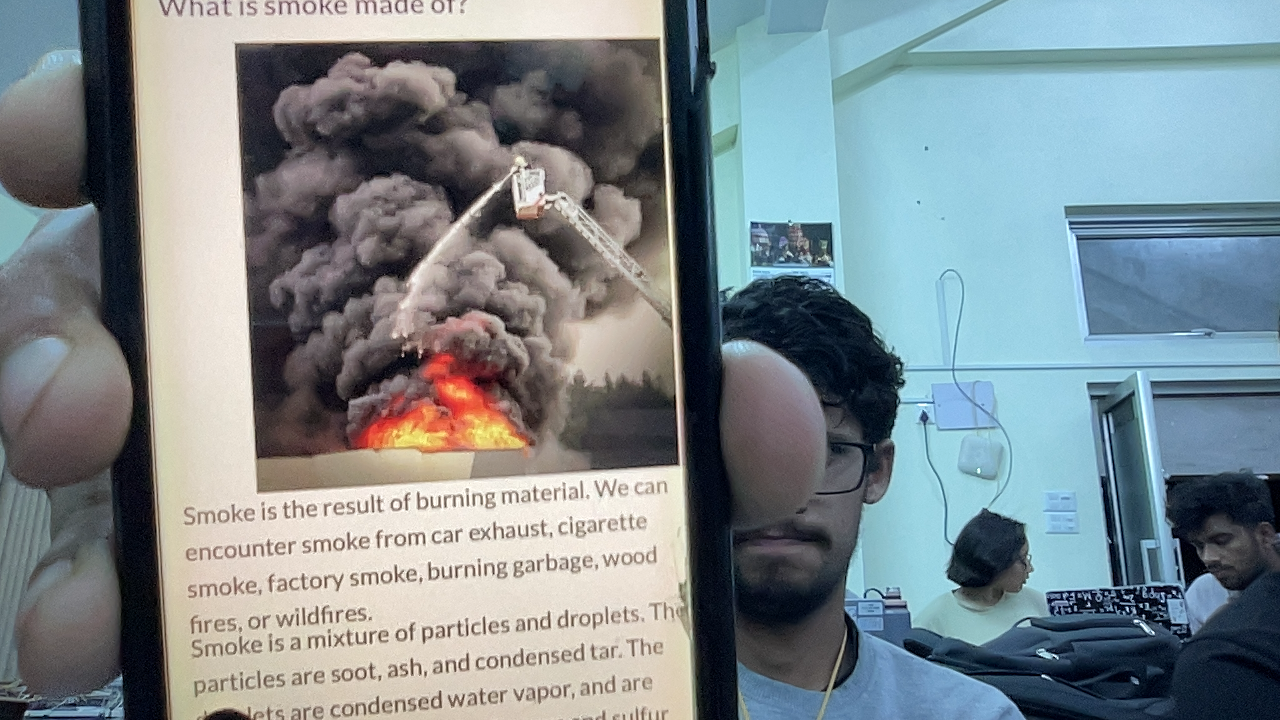 What is smoke made of?
Smoke is the result of burning material. We can
encounter smoke from car exhaust, cigarette
smoke, factory smoke, burning garbage, wood
fires, or wildfires.
Smoke is a mixture of particles and droplets. The
particles are soot, ash, and condensed tar. The
are condensed water vapor, and are
and sulfur